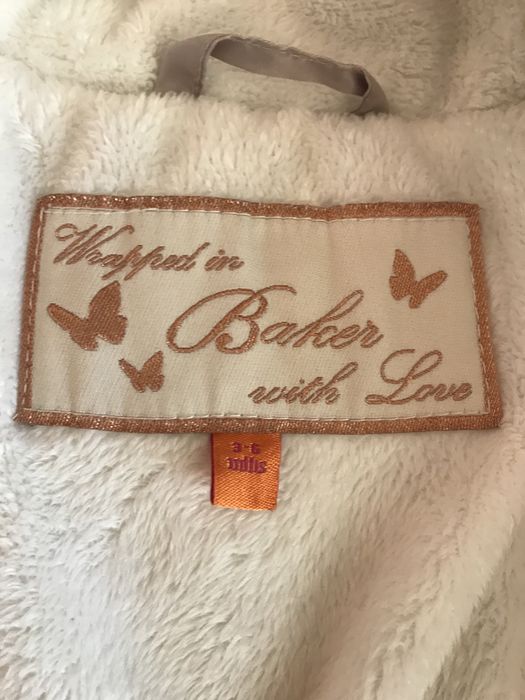 Wrapped in
Baker
with Love
3-6
mths